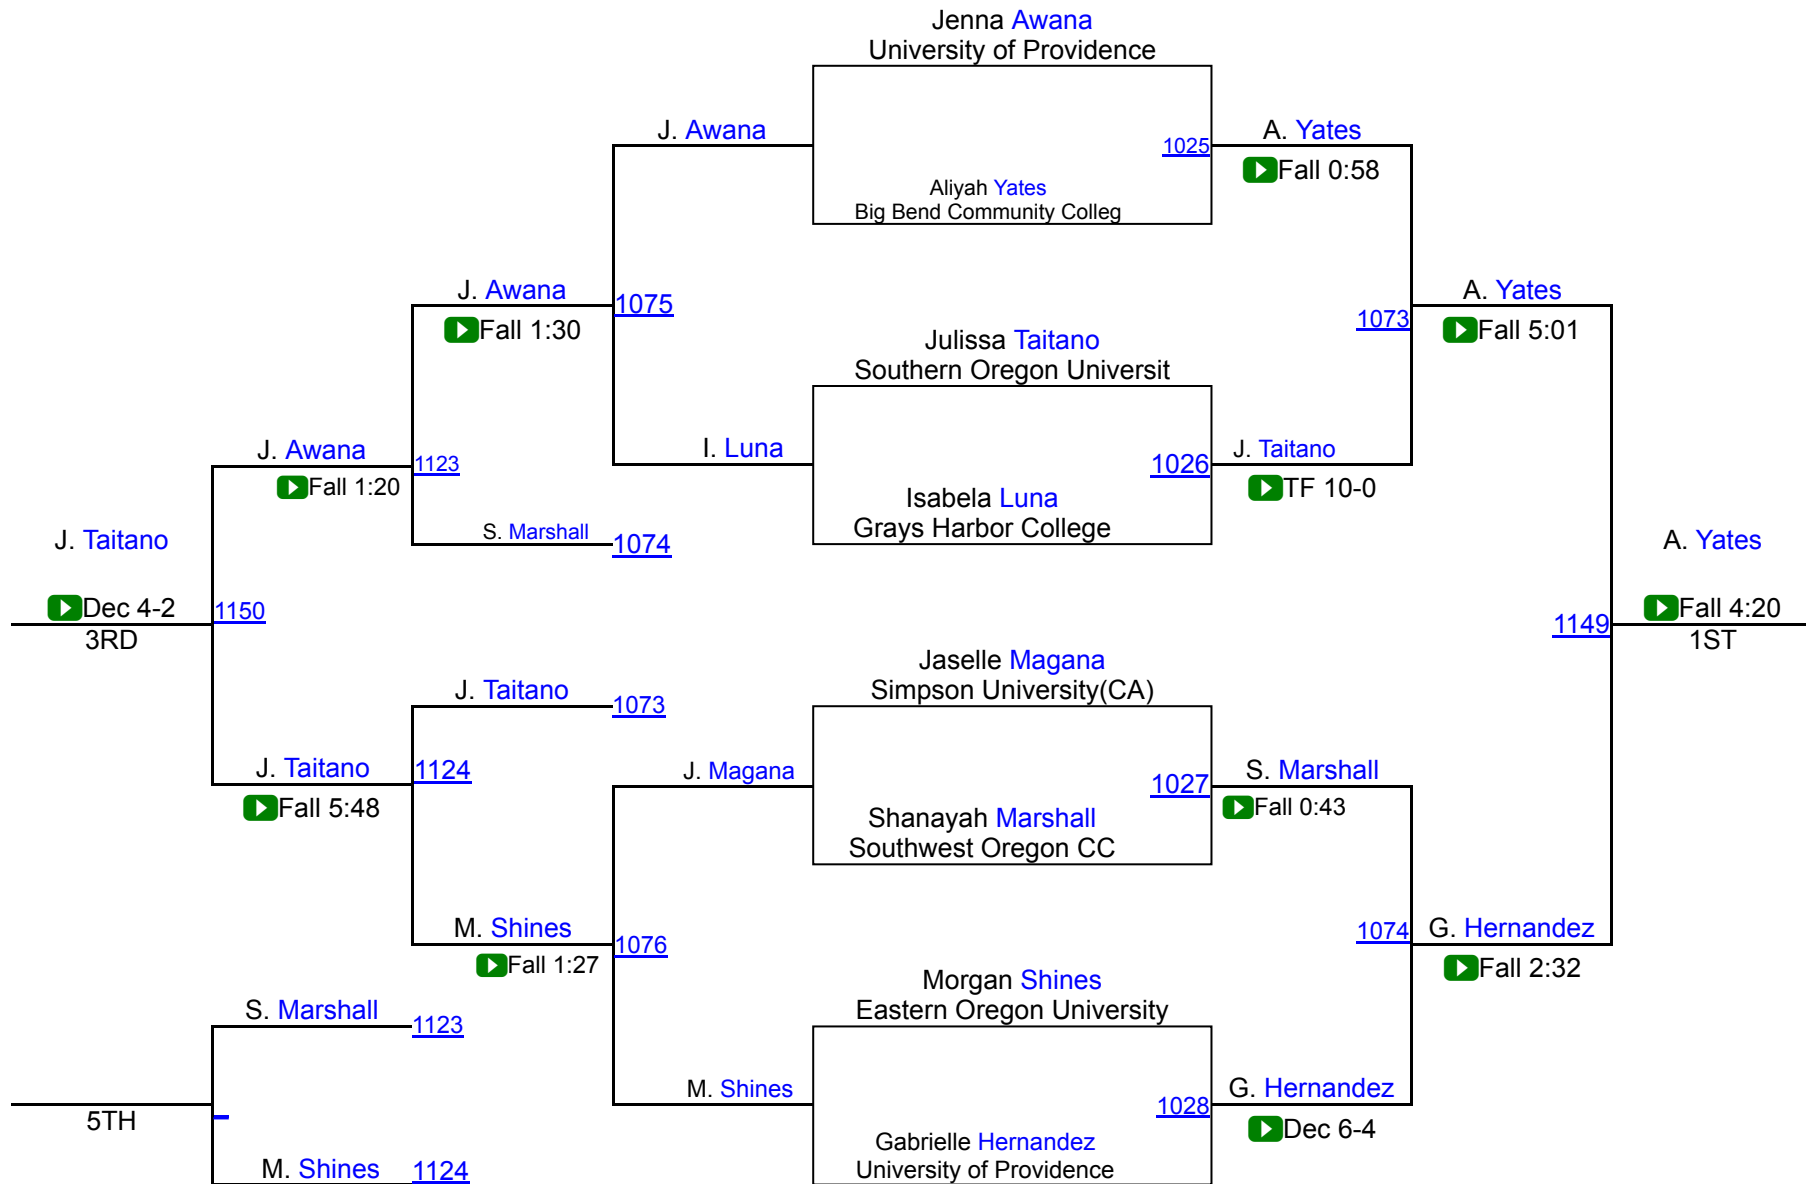 Jenna Awana
University of Providence
J. Awana
A. Yates
1025
Fall 0:58
Aliyah Yates
Big Bend Community Colleg
J. Awana
1075
A. Yates
1073
Fall 1:30
Fall 5:01
Julissa Taitano
Southern Oregon Universit
J. Awana
1123
I. Luna
1026
J. Taitano
Fall 1:20
TF 10-0
Isabela Luna
Grays Harbor College
S. Marshall
1074
J. Taitano
A. Yates
Dec 4-2
1150
Fall 4:20
1149
3RD
1ST
Jaselle Magana
Simpson University(CA)
J. Taitano
1073
J. Taitano
1124
J. Magana
1027
S. Marshall
Fall 5:48
Fall 0:43
Shanayah Marshall
Southwest Oregon CC
M. Shines
1076
1074
G. Hernandez
Fall 1:27
Fall 2:32
Morgan Shines
Eastern Oregon University
S. Marshall
1123
M. Shines
1028
G. Hernandez
5TH
Dec 6-4
Gabrielle Hernandez
University of Providence
M. Shines
1124